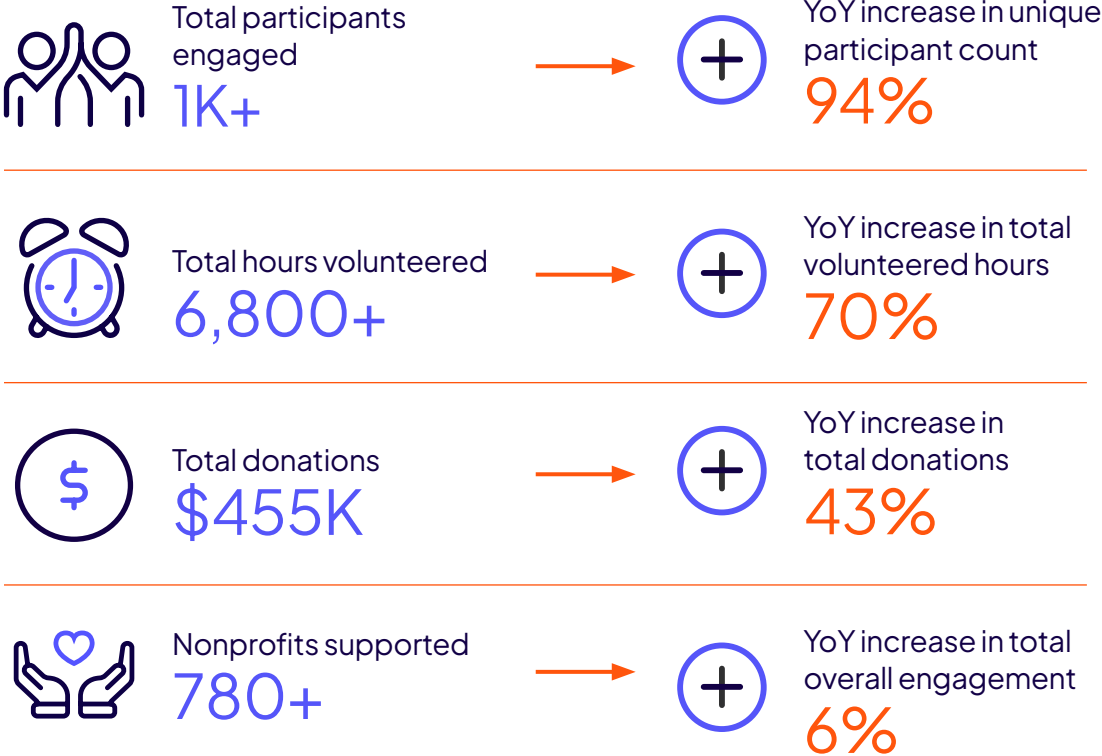 Total participants
engaged
1K+
YoY increase in unique
participant count
94%
Total hours volunteered
6,800+
YoY increase in total
volunteered hours
70%
$
Total donations
$455K
YoY increase in
total donations
43%
Nonprofits supported
780+
YoY increase in total
overall engagement
6%